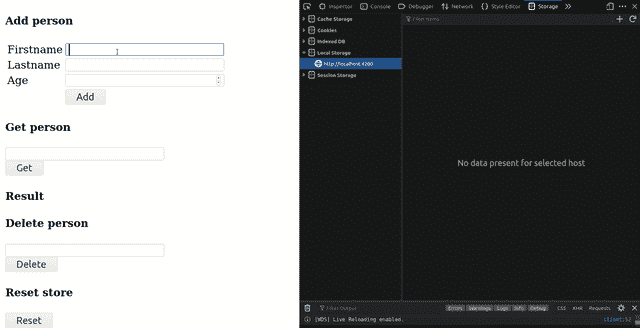 Add person
Firstname
Lastname
Age
Add
Get person
Get
Result
Delete person
Delete
Reset store
Reset
Inspector Console Debugger Network Style Editor Storage
Cache Storage
Cookies
Indexed DB
Local Storage
http://localhost:4200
Session Storage
Filter items
No data present for selected host
Filter Output
Errors Warnings Logs Info Debug CSS XHR Requests
[WDS] Live Reloading enabled.